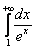 ∫₁^{+∞} dx/eˣ